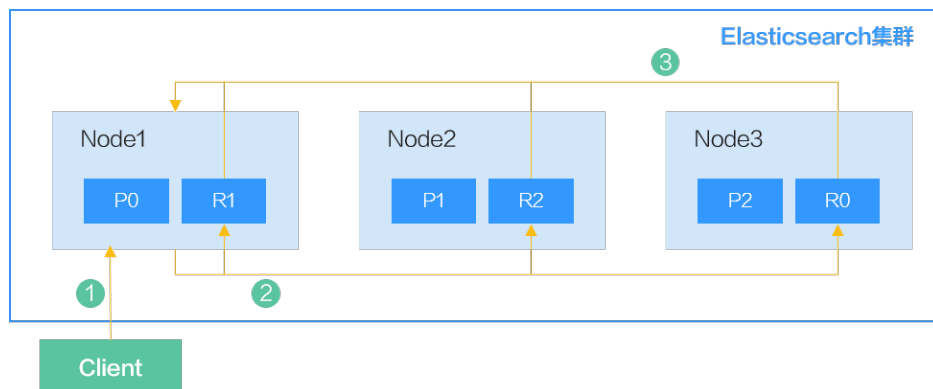 Elasticsearch集群
3
Node1
Node2
Node3
P0
R1
P1
R2
P2
R0
1
2
Client